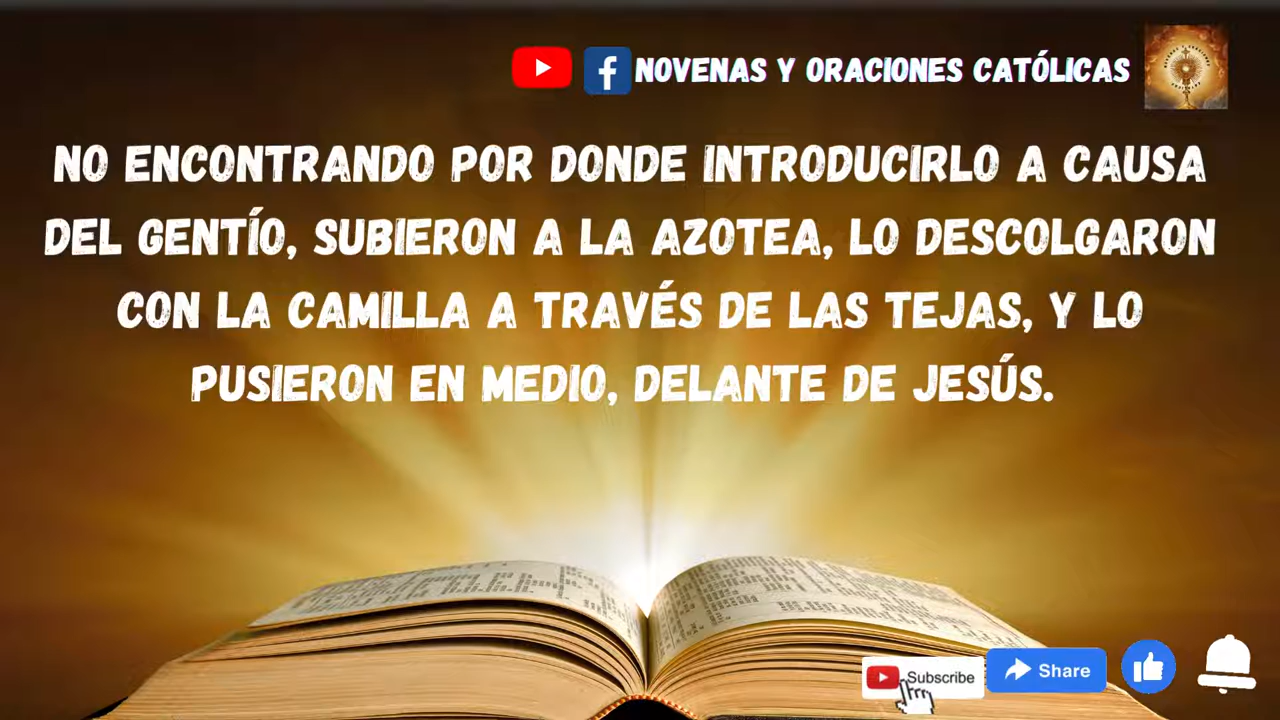 NOVENAS Y ORACIONES CATÓLICAS
NO ENCONTRANDO POR DONDE INTRODUCIRLO A CAUSA
DEL GENTÍO, SUBIERON A LA AZOTEA, LO DESCOLGARON
CON LA CAMILLA A TRAVÉS DE LAS TEJAS, Y LO
PUSIERON EN MEDIO, DELANTE DE JESÚS.
Subscribe
Share